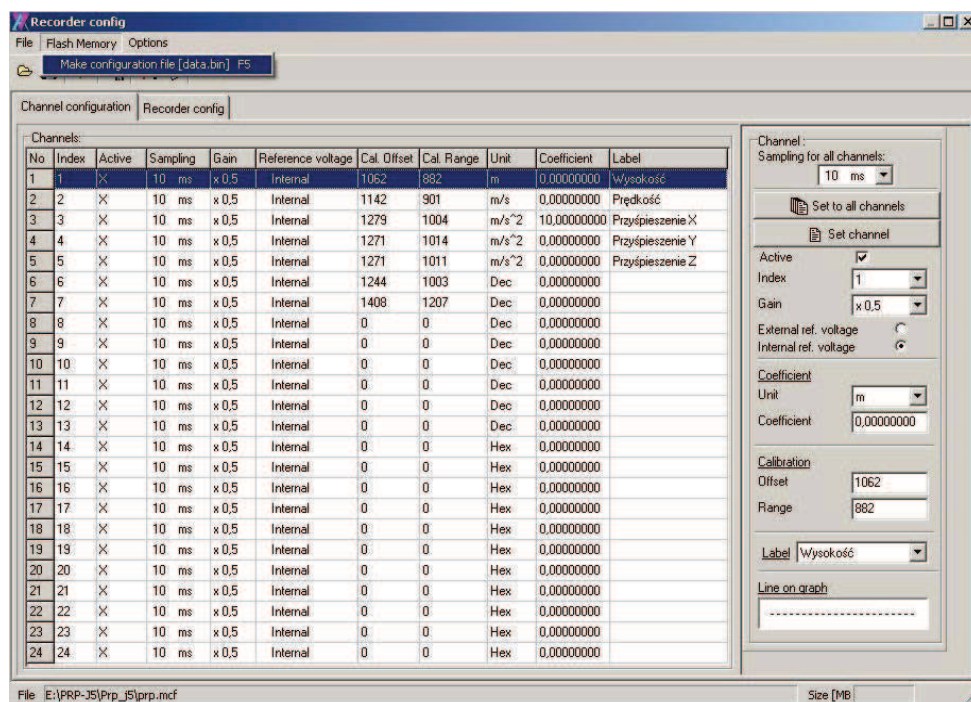 Recorder config
File Flash Memory Options
Make configuration file [data.bin] F5
Channel configuration Recorder config
Channels:
No Index Active Sampling Gain Reference voltage Cal. Offset Cal. Range Unit Coefficient Label
1 1 X 10 ms x 0,5 Internal 1062 882 m 0,00000000 Wysokość
2 2 X 10 ms x 0,5 Internal 1142 901 m/s 0,00000000 Prędkość
3 3 X 10 ms x 0,5 Internal 1279 1004 m/s^2 10,00000000 Przyśpieszenie X
4 4 X 10 ms x 0,5 Internal 1271 1014 m/s^2 0,00000000 Przyśpieszenie Y
5 5 X 10 ms x 0,5 Internal 1271 1011 m/s^2 0,00000000 Przyśpieszenie Z
6 6 X 10 ms x 0,5 Internal 1244 1003 Dec 0,00000000
7 7 X 10 ms x 0,5 Internal 1408 1207 Dec 0,00000000
8 8 X 10 ms x 0,5 Internal 0 0 Dec 0,00000000
9 9 X 10 ms x 0,5 Internal 0 0 Dec 0,00000000
10 10 X 10 ms x 0,5 Internal 0 0 Dec 0,00000000
11 11 X 10 ms x 0,5 Internal 0 0 Dec 0,00000000
12 12 X 10 ms x 0,5 Internal 0 0 Dec 0,00000000
13 13 X 10 ms x 0,5 Internal 0 0 Dec 0,00000000
14 14 X 10 ms x 0,5 Internal 0 0 Hex 0,00000000
15 15 X 10 ms x 0,5 Internal 0 0 Hex 0,00000000
16 16 X 10 ms x 0,5 Internal 0 0 Hex 0,00000000
17 17 X 10 ms x 0,5 Internal 0 0 Hex 0,00000000
18 18 X 10 ms x 0,5 Internal 0 0 Hex 0,00000000
19 19 X 10 ms x 0,5 Internal 0 0 Hex 0,00000000
20 20 X 10 ms x 0,5 Internal 0 0 Hex 0,00000000
21 21 X 10 ms x 0,5 Internal 0 0 Hex 0,00000000
22 22 X 10 ms x 0,5 Internal 0 0 Hex 0,00000000
23 23 X 10 ms x 0,5 Internal 0 0 Hex 0,00000000
24 24 X 10 ms x 0,5 Internal 0 0 Hex 0,00000000
Channel :
Sampling for all channels:
10 ms
Set to all channels
Set channel
Active
Index 1
Gain x 0,5
External ref. voltage
Internal ref. voltage
Coefficient
Unit m
Coefficient 0,00000000
Calibration
Offset 1062
Range 882
Label Wysokość
Line on graph
File E:\PRP-J5\Prp_j5\prp.mcf Size [MB